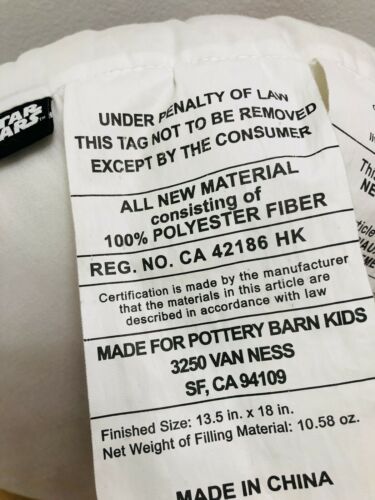 STAR
WARS
UNDER PENALTY OF LAW
THIS TAG NOT TO BE REMOVED
EXCEPT BY THE CONSUMER
ALL NEW MATERIAL
consisting of
100% POLYESTER FIBER
REG. NO. CA 42186 HK
Certification is made by the manufacturer
that the materials in this article are
described in accordance with law
MADE FOR POTTERY BARN KIDS
3250 VAN NESS
SF, CA 94109
Finished Size: 13.5 in. x 18 in.
Net Weight of Filling Material: 10.58 oz.
MADE IN CHINA